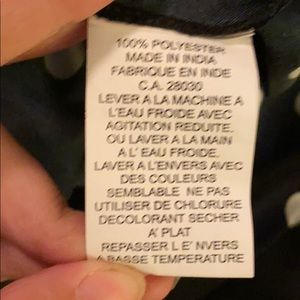 100% POLYESTER
MADE IN INDIA
FABRIQUE EN INDE
C.A. 28030
LEVER A LA MACHINE A
L'EAU FROIDE AVEC
AGITATION REDUITE.
OU LAVER A LA MAIN
A L' EAU FROIDE.
LAVER A L'ENVERS AVEC
DES COULEURS
SEMBLABLE NE PAS
UTILISER DE CHLORURE
DECOLORANT SECHER
A' PLAT
REPASSER L E' NVERS
A BASSE TEMPERATURE